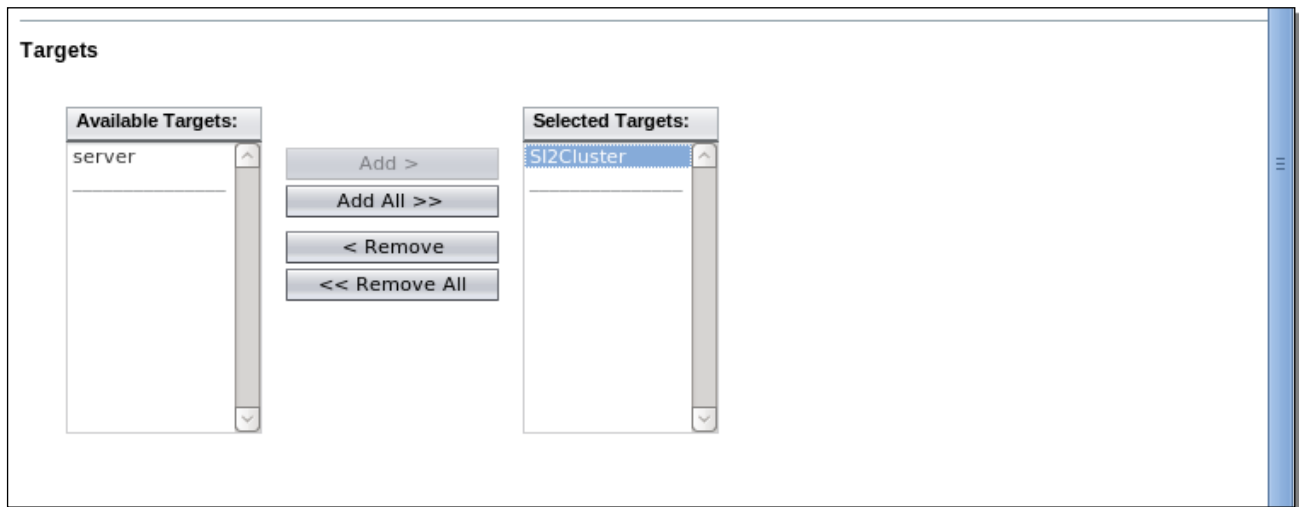 Targets
Available Targets:
server
Add >
Add All >>
< Remove
<< Remove All
Selected Targets:
SI2Cluster